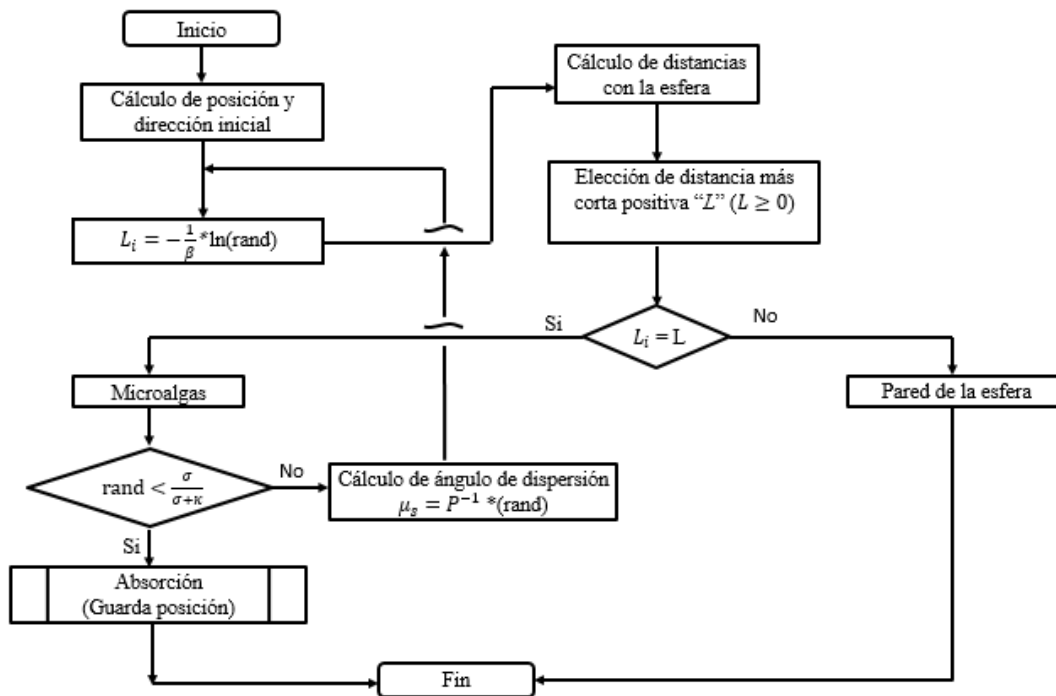 Inicio
Cálculo de posición y
dirección inicial
L_i = −1/β *ln(rand)
Cálculo de distancias
con la esfera
Elección de distancia más
corta positiva “L” (L ≥ 0)
L_i = L
Si
No
Microalgas
Pared de la esfera
rand < σ/(σ+κ)
No
Cálculo de ángulo de dispersión
μ_s = P⁻¹ *(rand)
Si
Absorción
(Guarda posición)
Fin